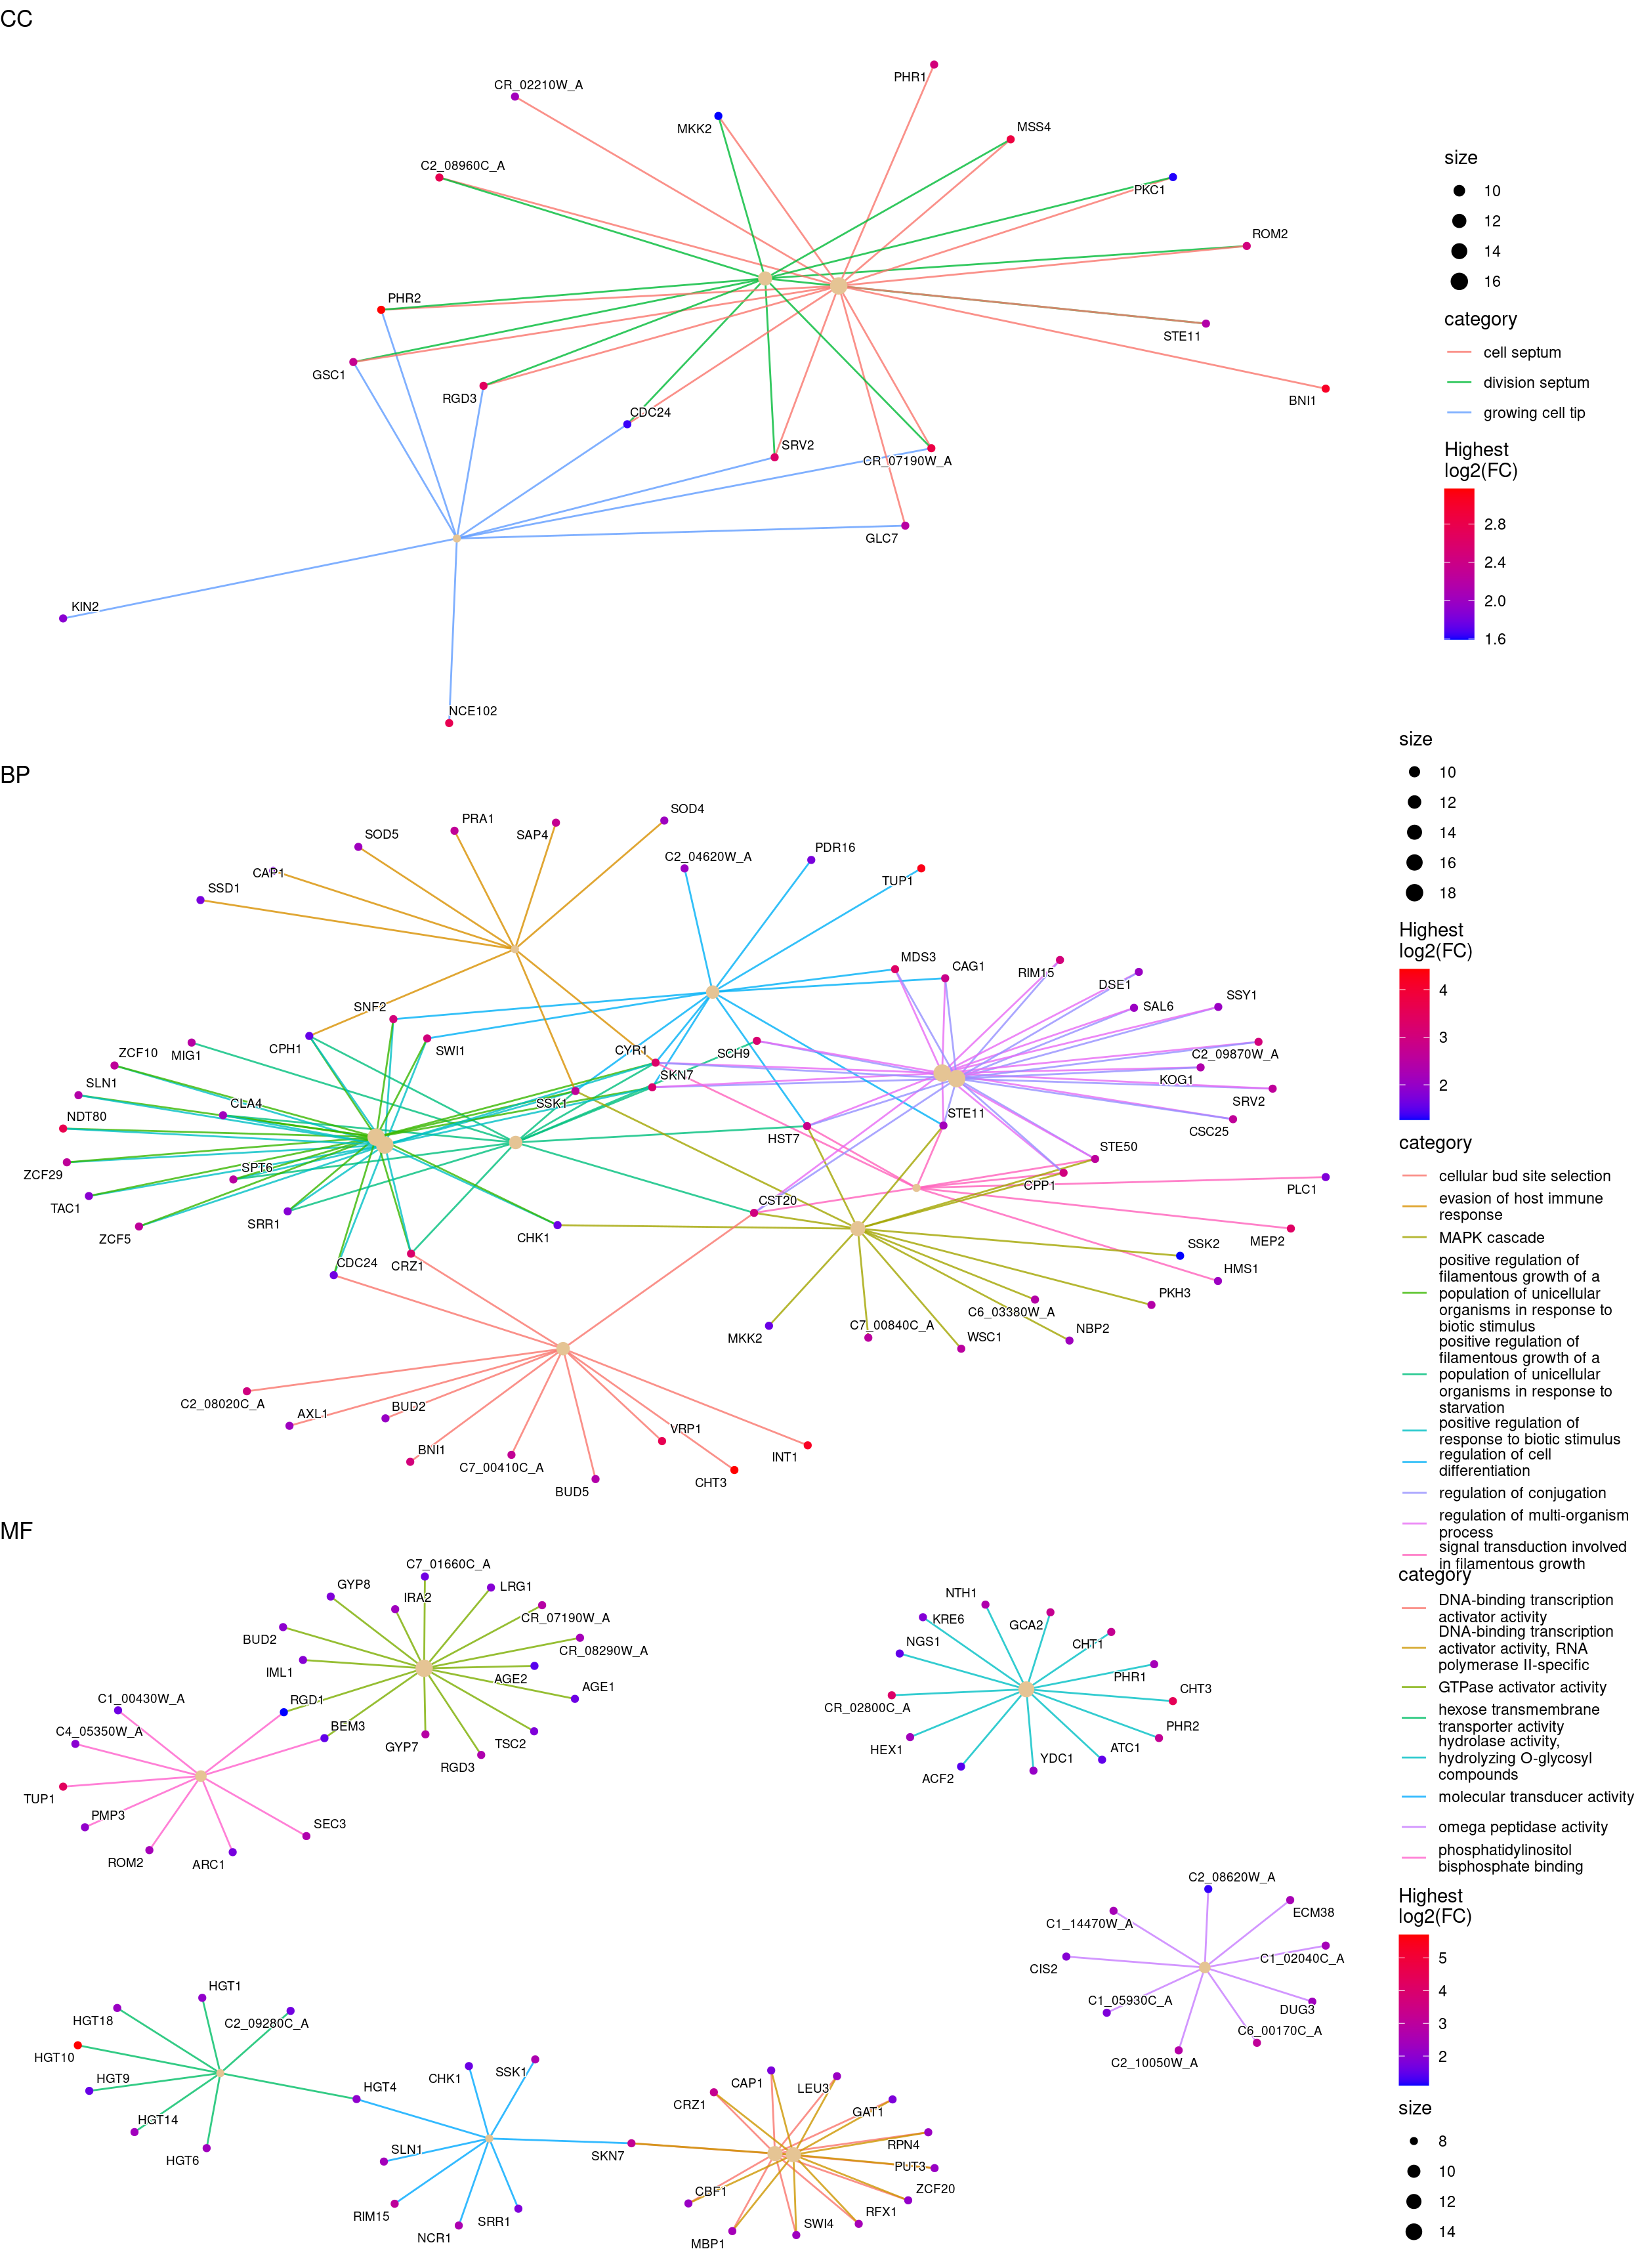 CC
CR_02210W_A
PHR1
MKK2
MSS4
C2_08960C_A
PKC1
ROM2
PHR2
STE11
GSC1
RGD3
BNI1
CDC24
SRV2
CR_07190W_A
GLC7
KIN2
NCE102
size
10
12
14
16
category
cell septum
division septum
growing cell tip
Highest
log2(FC)
2.8
2.4
2.0
1.6
BP
SOD4
PRA1
SAP4
SOD5
PDR16
C2_04620W_A
CAP1
TUP1
SSD1
MDS3
CAG1
RIM15
DSE1
SSY1
SAL6
SNF2
CPH1
SWI1
CYR1
SCH9
C2_09870W_A
ZCF10
MIG1
SKN7
KOG1
SLN1
SRV2
NDT80
CLA4
SSK1
STE11
CSC25
HST7
STE50
ZCF29
SPT6
CPP1
PLC1
TAC1
CST20
SRR1
ZCF5
CHK1
MEP2
CDC24
CRZ1
SSK2
HMS1
PKH3
C6_03380W_A
C7_00840C_A
NBP2
MKK2
WSC1
C2_08020C_A
AXL1
BUD2
VRP1
BNI1
INT1
C7_00410C_A
CHT3
BUD5
size
10
12
14
16
18
Highest
log2(FC)
4
3
2
category
cellular bud site selection
evasion of host immune
response
MAPK cascade
positive regulation of
filamentous growth of a
population of unicellular
organisms in response to
biotic stimulus
positive regulation of
filamentous growth of a
population of unicellular
organisms in response to
starvation
positive regulation of
response to biotic stimulus
regulation of cell
differentiation
regulation of conjugation
regulation of multi-organism
process
signal transduction involved
in filamentous growth
MF
C7_01660C_A
GYP8
LRG1
IRA2
CR_07190W_A
BUD2
CR_08290W_A
IML1
AGE2
AGE1
C1_00430W_A
RGD1
C4_05350W_A
BEM3
GYP7
TSC2
RGD3
TUP1
PMP3
SEC3
ROM2
ARC1
NTH1
KRE6
GCA2
NGS1
CHT1
PHR1
CHT3
CR_02800C_A
PHR2
HEX1
ATC1
YDC1
ACF2
C2_08620W_A
C1_14470W_A
ECM38
C1_02040C_A
CIS2
C1_05930C_A
DUG3
C6_00170C_A
C2_10050W_A
HGT1
HGT18
C2_09280C_A
HGT10
HGT9
HGT4
HGT14
HGT6
CHK1
SSK1
SLN1
SKN7
RIM15
NCR1
SRR1
CAP1
LEU3
CRZ1
GAT1
RPN4
PUT3
CBF1
ZCF20
RFX1
SWI4
MBP1
category
DNA-binding transcription
activator activity
DNA-binding transcription
activator activity, RNA
polymerase II-specific
GTPase activator activity
hexose transmembrane
transporter activity
hydrolase activity,
hydrolyzing O-glycosyl
compounds
molecular transducer activity
omega peptidase activity
phosphatidylinositol
bisphosphate binding
Highest
log2(FC)
5
4
3
2
size
8
10
12
14